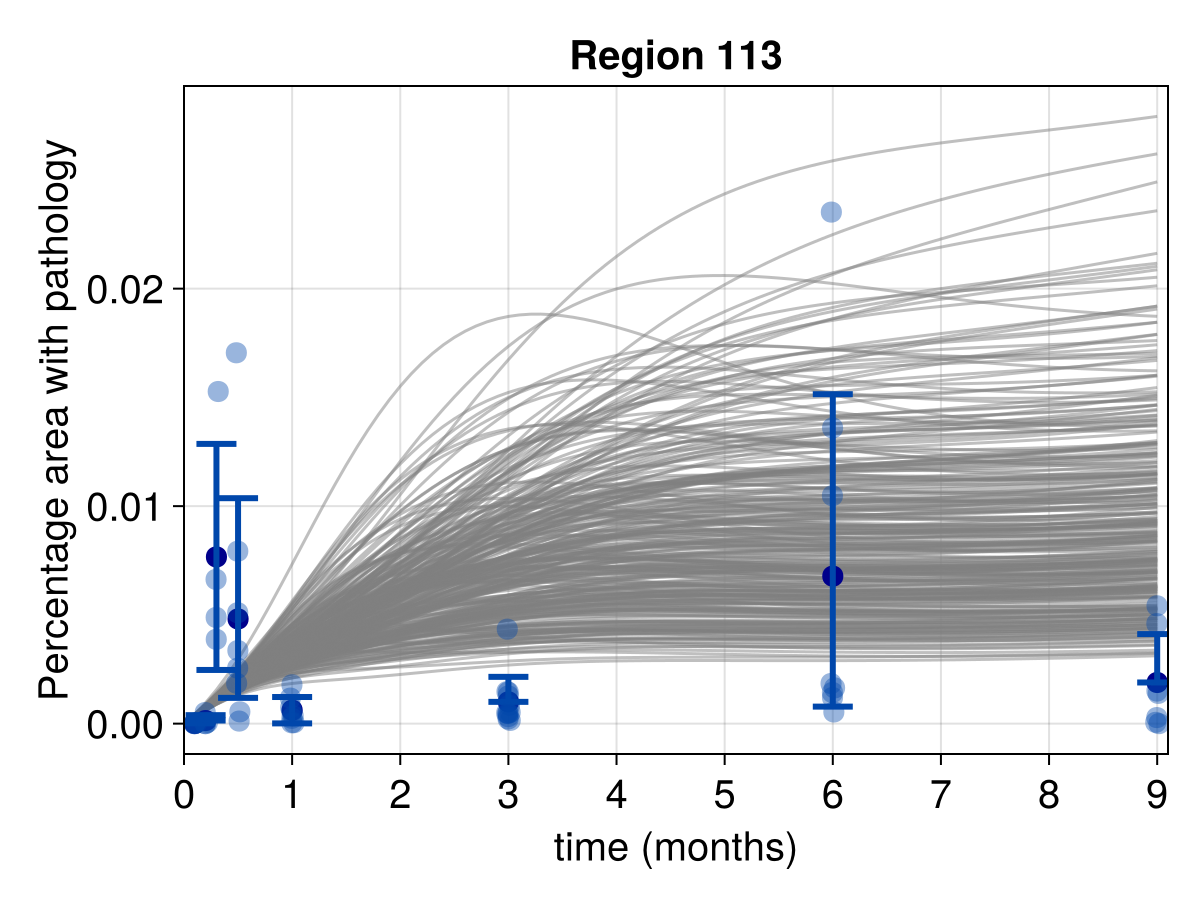 Region 113
Percentage area with pathology
0.02
0.01
0.00
0 1 2 3 4 5 6 7 8 9
time (months)